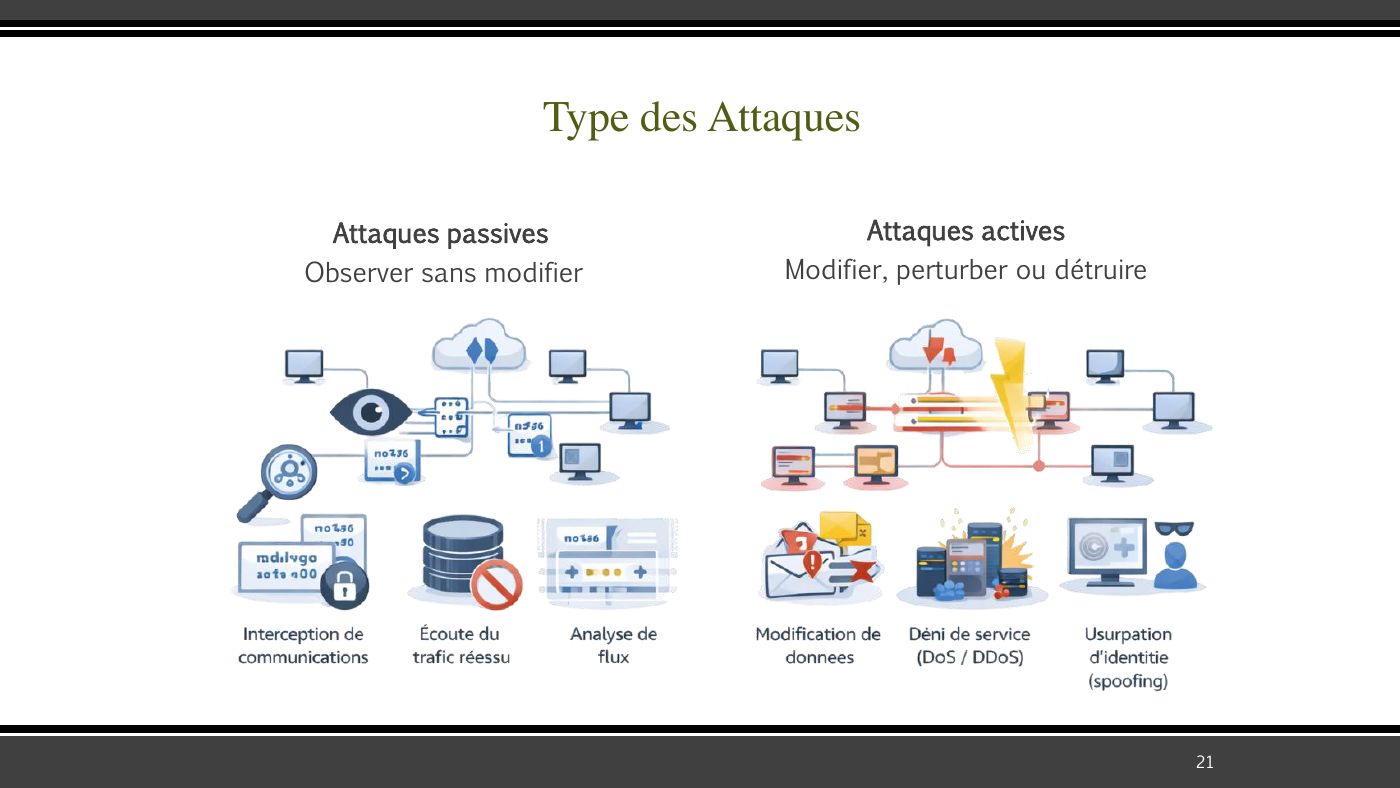 Type des Attaques
Attaques passives
Observer sans modifier
Attaques actives
Modifier, perturber ou détruire
Interception de
communications
Écoute du
trafic réessu
Analyse de
flux
Modification de
donnees
Dèni de service
(DoS / DDoS)
Usurpation
d'identitie
(spoofing)
21